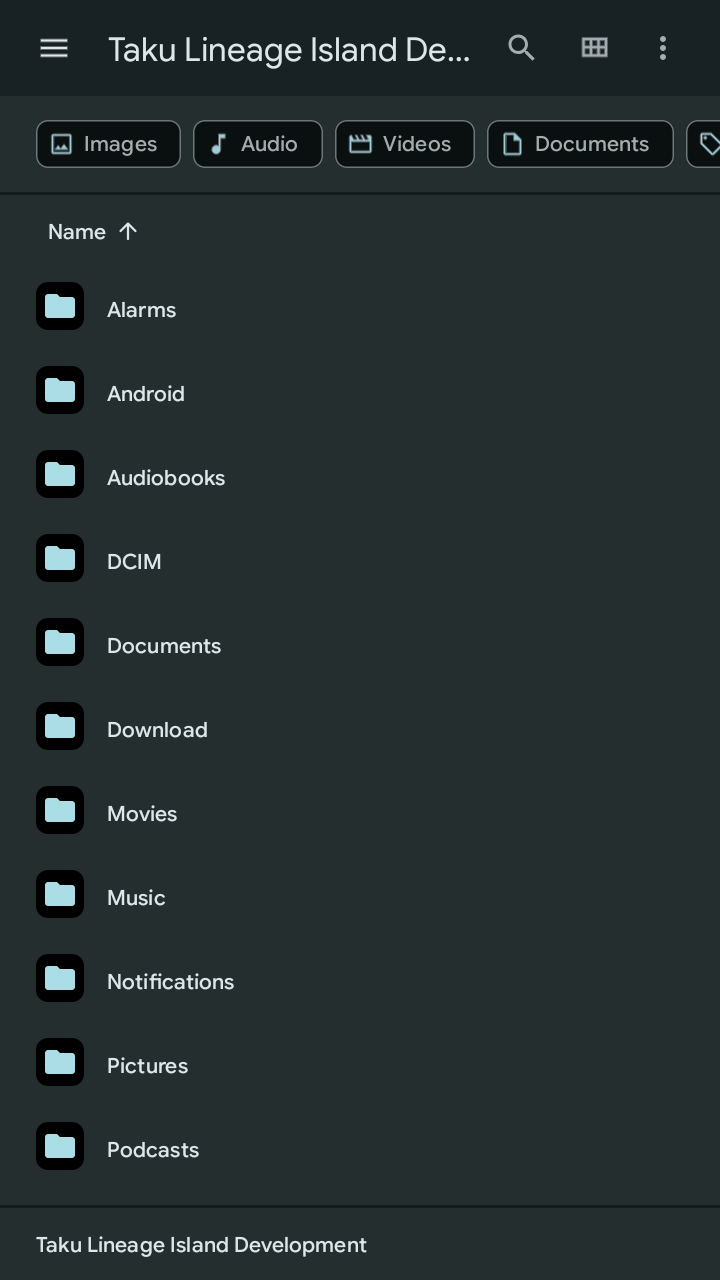 Taku Lineage Island De...
Images
Audio
Videos
Documents
Name
Alarms
Android
Audiobooks
DCIM
Documents
Download
Movies
Music
Notifications
Pictures
Podcasts
Taku Lineage Island Development